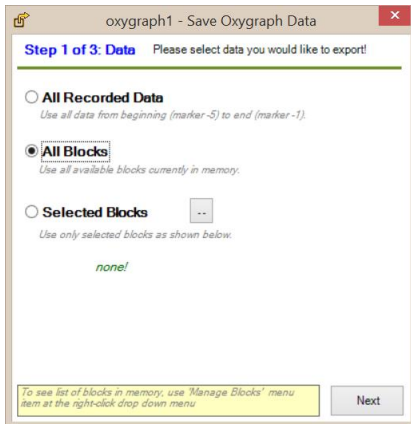 oxygraph1 - Save Oxygraph Data
Step 1 of 3: Data Please select data you would like to export!
All Recorded Data
Use all data from beginning (marker -5) to end (marker -1).
All Blocks
Use all available blocks currently in memory.
Selected Blocks ..
Use only selected blocks as shown below.
none!
To see list of blocks in memory, use 'Manage Blocks' menu
item at the right-click drop down menu
Next